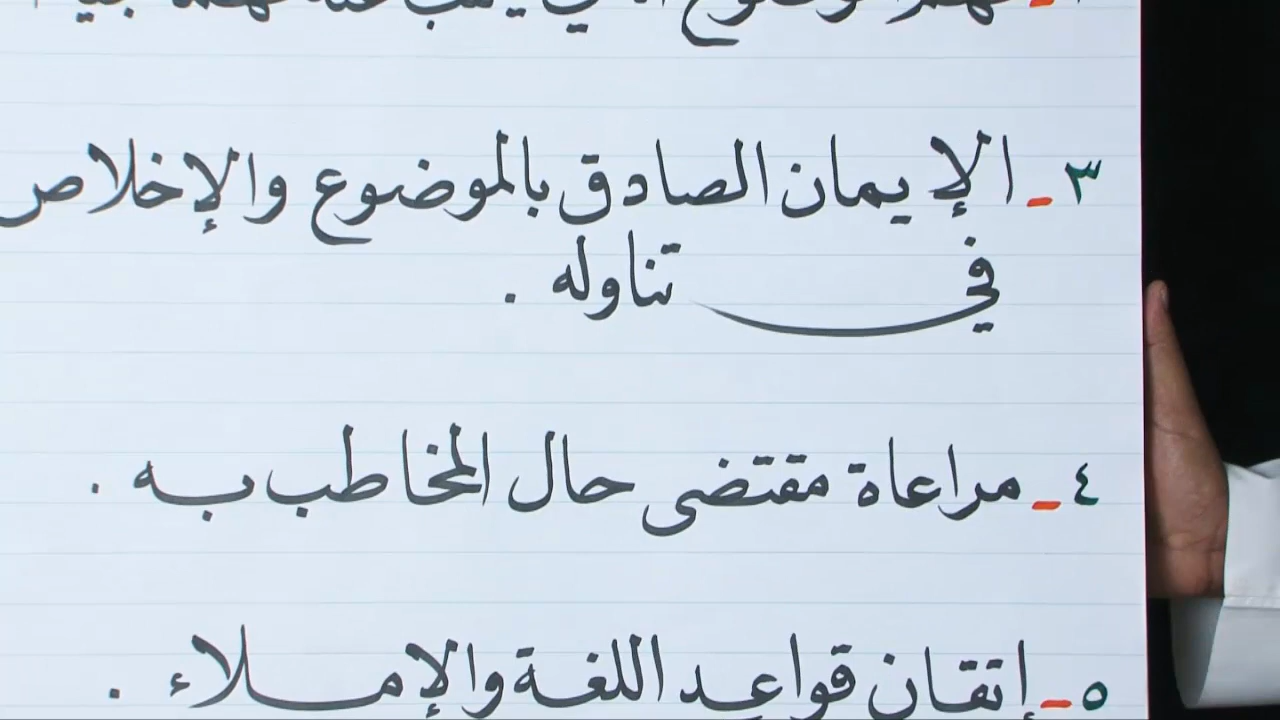 ٣ - الإيمان الصادق بالموضوع والإخلاص
في تناوله .
٤ - مراعاة مقتضى حال المخاطب به .
٥ - إتقان قواعد اللغة والإملاء .